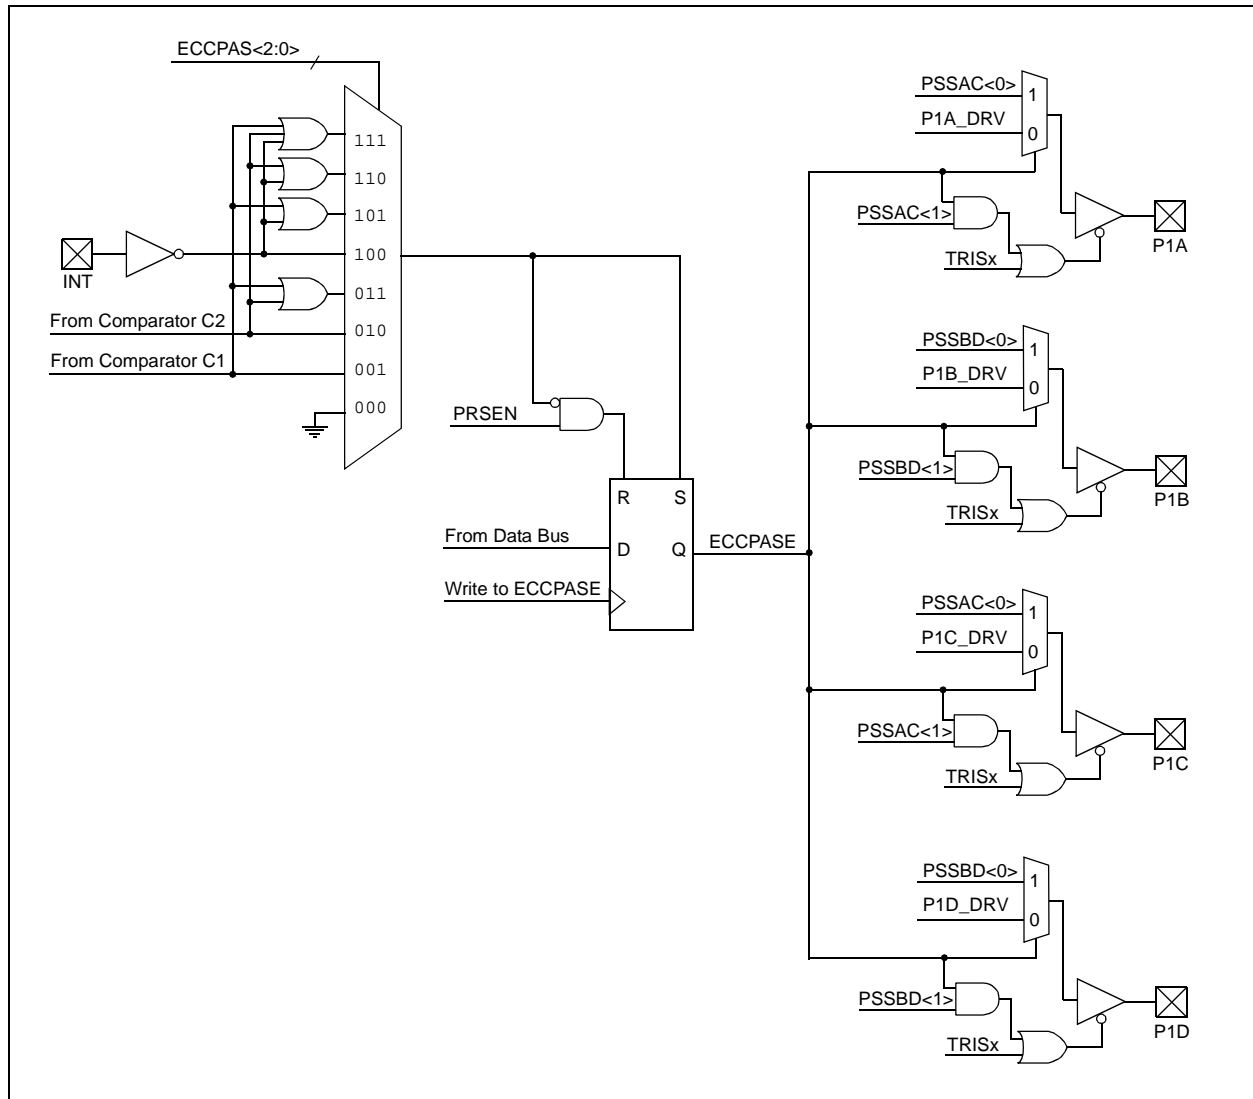 ECCPAS<2:0>
111
110
101
100
011
010
001
000
INT
From Comparator C2
From Comparator C1
PRSEN
R S
From Data Bus
D Q
ECCPASE
Write to ECCPASE
PSSAC<0>
1
P1A_DRV
0
PSSAC<1>
TRISx
P1A
PSSBD<0>
1
P1B_DRV
0
PSSBD<1>
TRISx
P1B
PSSAC<0>
1
P1C_DRV
0
PSSAC<1>
TRISx
P1C
PSSBD<0>
1
P1D_DRV
0
PSSBD<1>
TRISx
P1D